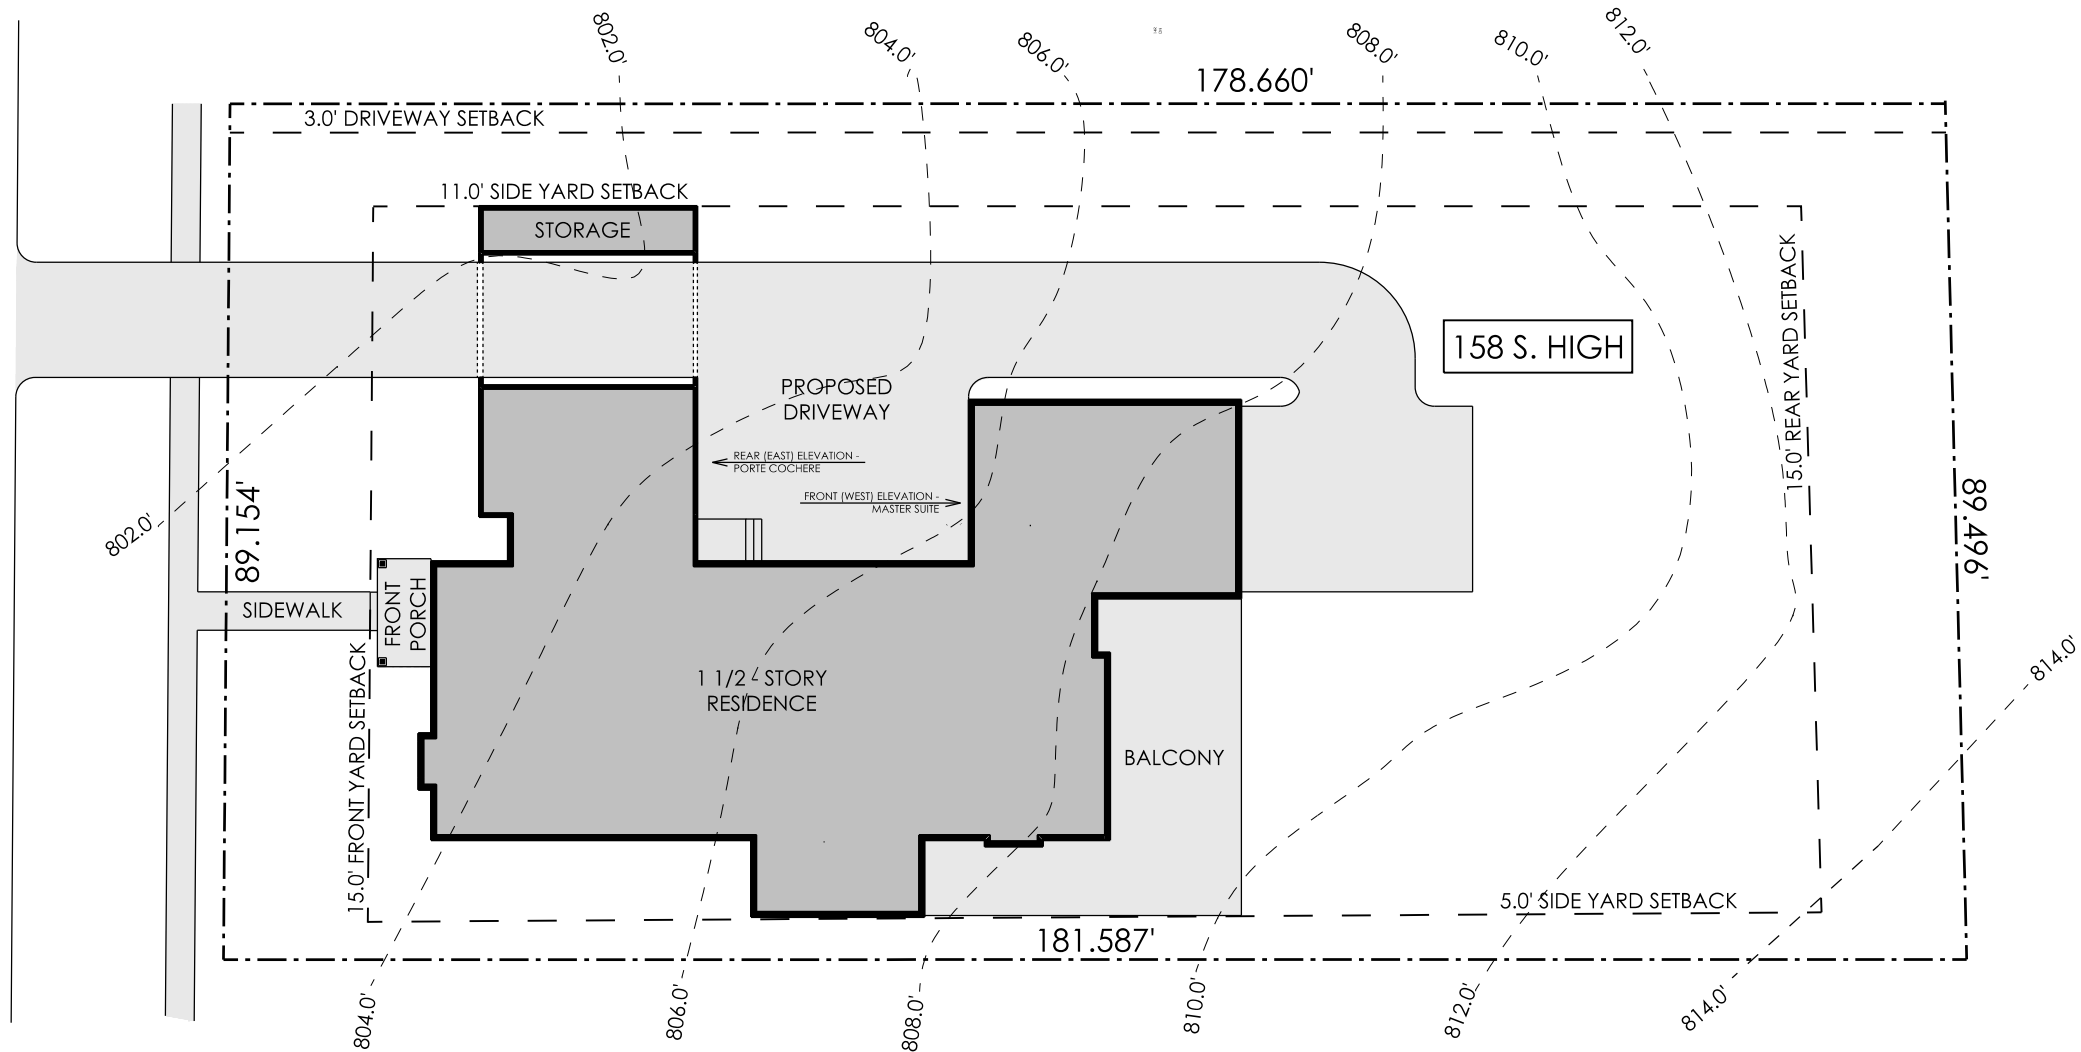 802.0'
804.0'
806.0'
808.0'
810.0'
812.0'
178.660'
3.0' DRIVEWAY SETBACK
11.0' SIDE YARD SETBACK
STORAGE
158 S. HIGH
15.0' REAR YARD SETBACK
PROPOSED
DRIVEWAY
REAR (EAST) ELEVATION -
PORTE COCHERE
FRONT (WEST) ELEVATION -
MASTER SUITE
802.0'
89.154'
89.496'
SIDEWALK
FRONT
PORCH
15.0' FRONT YARD SETBACK
1 1/2 - STORY
RESIDENCE
BALCONY
814.0'
5.0' SIDE YARD SETBACK
181.587'
804.0'
806.0'
808.0'
810.0'
812.0'
814.0'